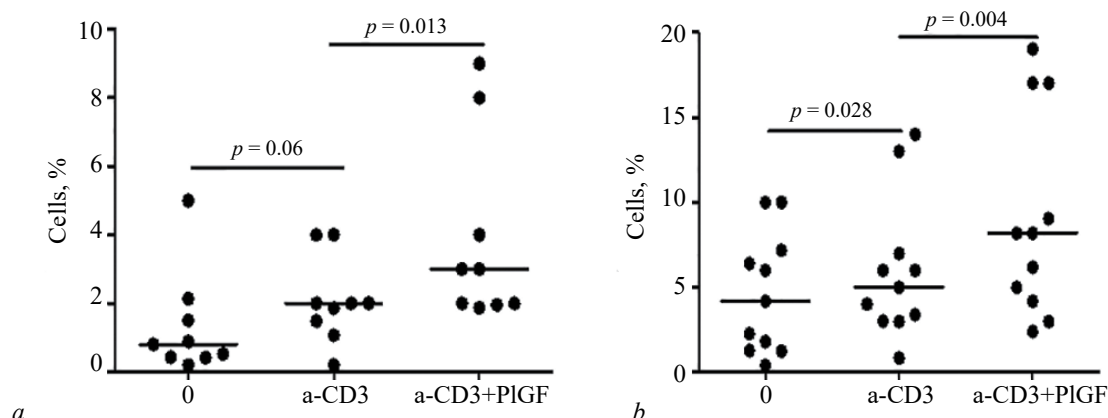 p = 0.013
10
8
6
4
2
0
Cells, %
p = 0.06
0
a-CD3
a-CD3+PlGF
a
p = 0.004
20
15
10
5
0
Cells, %
p = 0.028
0
a-CD3
a-CD3+PlGF
b